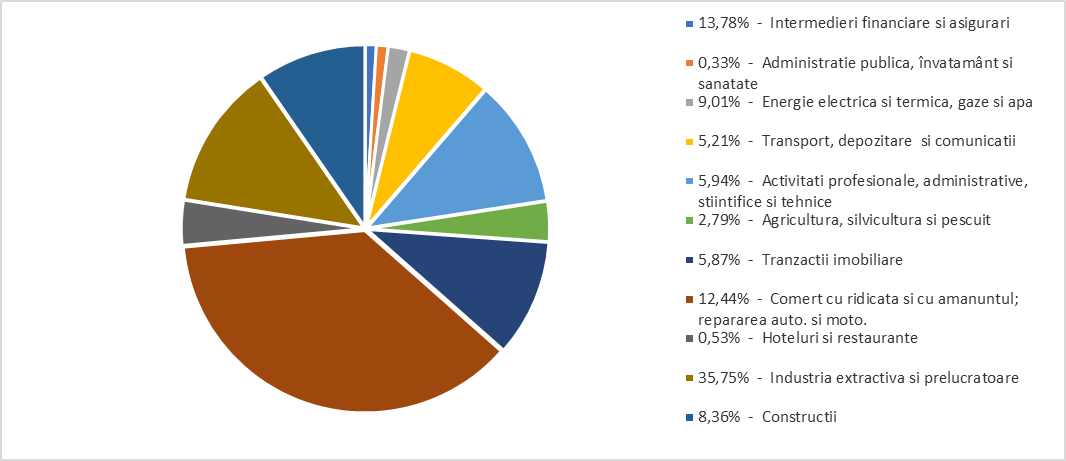 13,78% - Intermedieri financiare si asigurari
0,33% - Administratie publica, învatamânt si
sanatate
9,01% - Energie electrica si termica, gaze si apa
5,21% - Transport, depozitare si comunicatii
5,94% - Activitati profesionale, administrative,
stiintifice si tehnice
2,79% - Agricultura, silvicultura si pescuit
5,87% - Tranzactii imobiliare
12,44% - Comert cu ridicata si cu amanuntul;
repararea auto. si moto.
0,53% - Hoteluri si restaurante
35,75% - Industria extractiva si prelucratoare
8,36% - Constructii